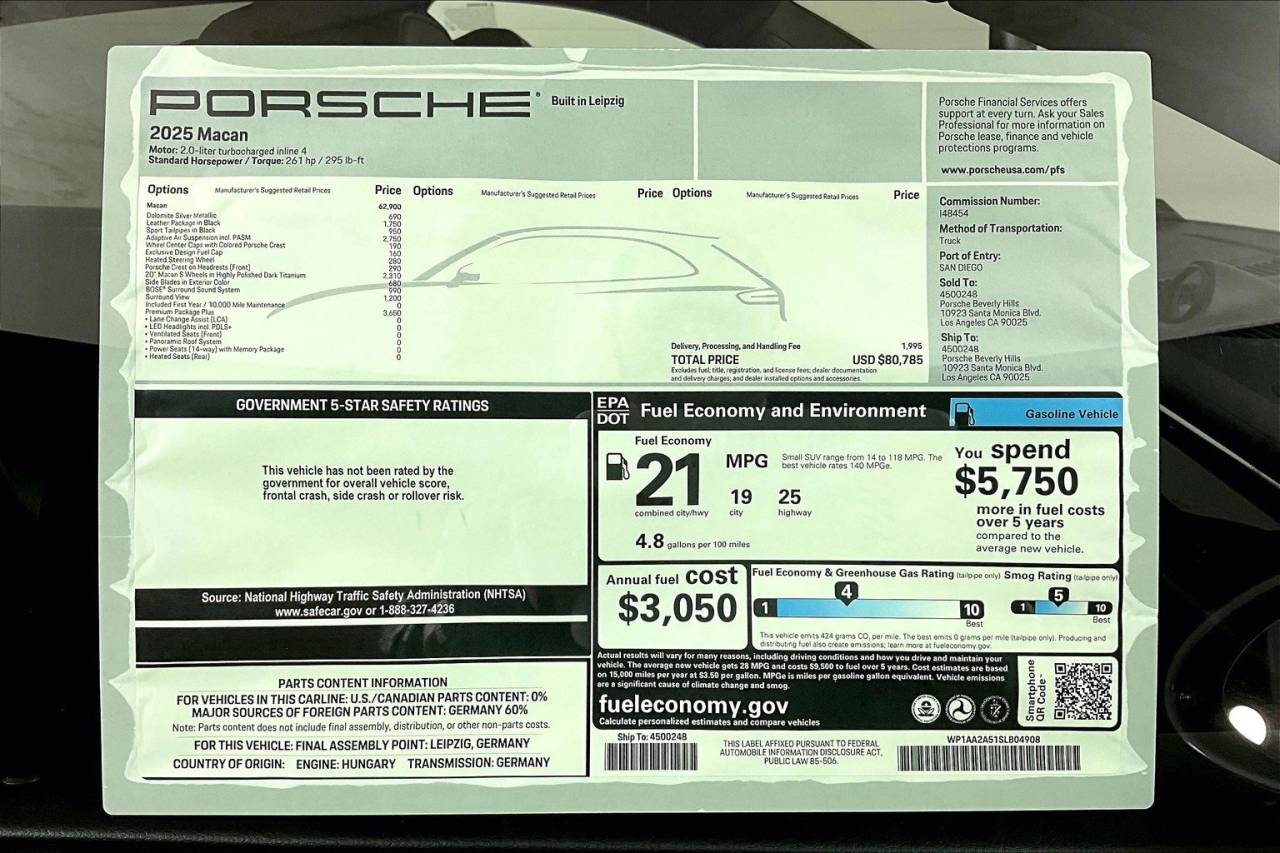 PORSCHE® Built in Leipzig
2025 Macan
Motor: 2.0-liter turbocharged inline 4
Standard Horsepower / Torque: 261 hp / 295 lb-ft
Options Manufacturer's Suggested Retail Prices Price
Macan 62,900
Dolomite Silver Metallic 690
Leather Package in Black 1,750
Sport Tailpipes in Black 950
Adaptive Air Suspension incl. PASM 2,750
Wheel Center Caps with Colored Porsche Crest 190
Exclusive Design Fuel Cap 160
Heated Steering Wheel 280
Porsche Crest on Headrests (Front) 290
20" Macan S Wheels in Highly Polished Dark Titanium 2,310
Side Blades in Exterior Color 680
BOSE® Surround Sound System 990
Surround View 1,200
Included First Year / 10,000 Mile Maintenance 0
Premium Package Plus 3,650
• Lane Change Assist (LCA) 0
• LED Headlights incl. PDLS+ 0
• Ventilated Seats (Front) 0
• Panoramic Roof System 0
• Power Seats (14-way) with Memory Package 0
• Heated Seats (Rear) 0
Options Manufacturer's Suggested Retail Prices Price
Options Manufacturer's Suggested Retail Prices Price
Delivery, Processing, and Handling Fee 1,995
TOTAL PRICE USD $80,785
Excludes fuel; title, registration, and license fees; dealer documentation
and delivery charges; and dealer installed options and accessories.
Porsche Financial Services offers
support at every turn. Ask your Sales
Professional for more information on
Porsche lease, finance and vehicle
protections programs.
www.porscheusa.com/pfs
Commission Number:
I48454
Method of Transportation:
Truck
Port of Entry:
SAN DIEGO
Sold To:
4500248
Porsche Beverly Hills
10923 Santa Monica Blvd.
Los Angeles CA 90025
Ship To:
4500248
Porsche Beverly Hills
10923 Santa Monica Blvd.
Los Angeles CA 90025
GOVERNMENT 5-STAR SAFETY RATINGS
This vehicle has not been rated by the
government for overall vehicle score,
frontal crash, side crash or rollover risk.
Source: National Highway Traffic Safety Administration (NHTSA)
www.safecar.gov or 1-888-327-4236
PARTS CONTENT INFORMATION
FOR VEHICLES IN THIS CARLINE: U.S./CANADIAN PARTS CONTENT: 0%
MAJOR SOURCES OF FOREIGN PARTS CONTENT: GERMANY 60%
Note: Parts content does not include final assembly, distribution, or other non-parts costs.
FOR THIS VEHICLE: FINAL ASSEMBLY POINT: LEIPZIG, GERMANY
COUNTRY OF ORIGIN: ENGINE: HUNGARY TRANSMISSION: GERMANY
EPA
DOT
Fuel Economy and Environment
Gasoline Vehicle
Fuel Economy
21 MPG
combined city/hwy
19
city
25
highway
4.8 gallons per 100 miles
Small SUV range from 14 to 118 MPG. The
best vehicle rates 140 MPGe.
You spend
$5,750
more in fuel costs
over 5 years
compared to the
average new vehicle.
Annual fuel cost
$3,050
Fuel Economy & Greenhouse Gas Rating (tailpipe only)
1 4 10
Best
Smog Rating (tailpipe only)
1 5 10
Best
This vehicle emits 424 grams CO₂ per mile. The best emits 0 grams per mile (tailpipe only). Producing and
distributing fuel also create emissions; learn more at fueleconomy.gov.
Actual results will vary for many reasons, including driving conditions and how you drive and maintain your
vehicle. The average new vehicle gets 28 MPG and costs $9,500 to fuel over 5 years. Cost estimates are based
on 15,000 miles per year at $3.50 per gallon. MPGe is miles per gasoline gallon equivalent. Vehicle emissions
are a significant cause of climate change and smog.
fueleconomy.gov
Calculate personalized estimates and compare vehicles
Smartphone
QR Code™
Ship To: 4500248
THIS LABEL AFFIXED PURSUANT TO FEDERAL
AUTOMOBILE INFORMATION DISCLOSURE ACT,
PUBLIC LAW 85-506.
WP1AA2A51SLB04908